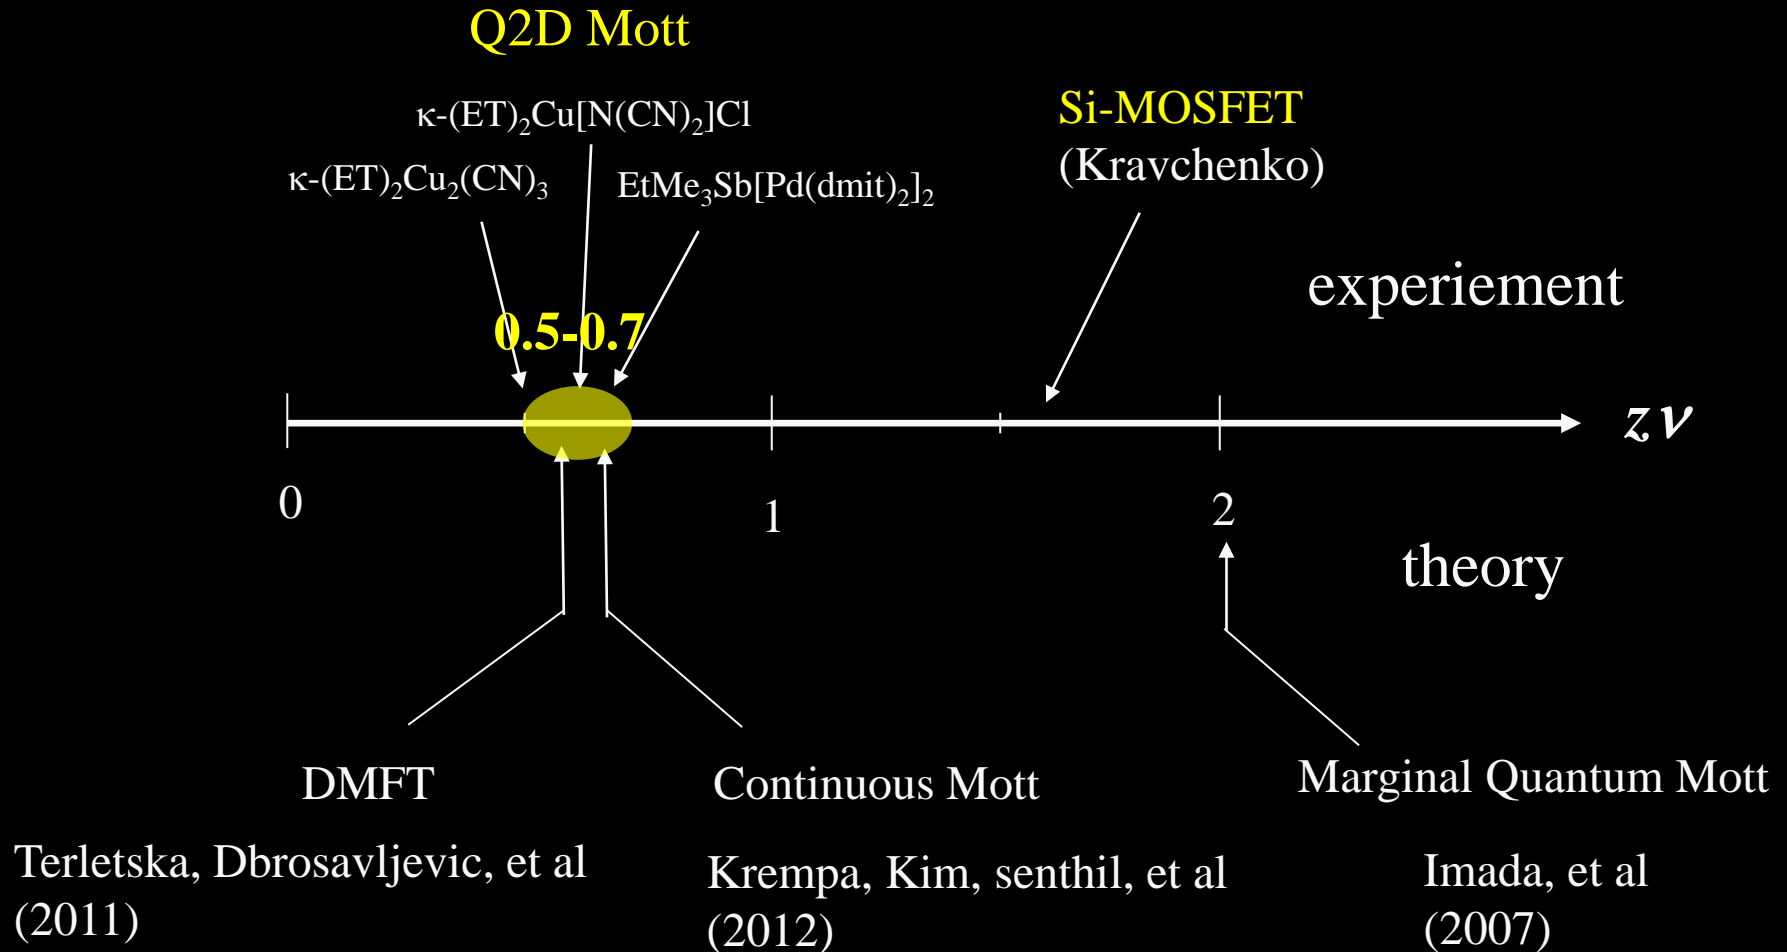 Q2D Mott
κ-(ET)₂Cu[N(CN)₂]Cl
κ-(ET)₂Cu₂(CN)₃
EtMe₃Sb[Pd(dmit)₂]₂
Si-MOSFET
(Kravchenko)
experiement
0.5-0.7
zν
0
1
2
theory
DMFT
Terletska, Dbrosavljevic, et al
(2011)
Continuous Mott
Krempa, Kim, senthil, et al
(2012)
Marginal Quantum Mott
Imada, et al
(2007)